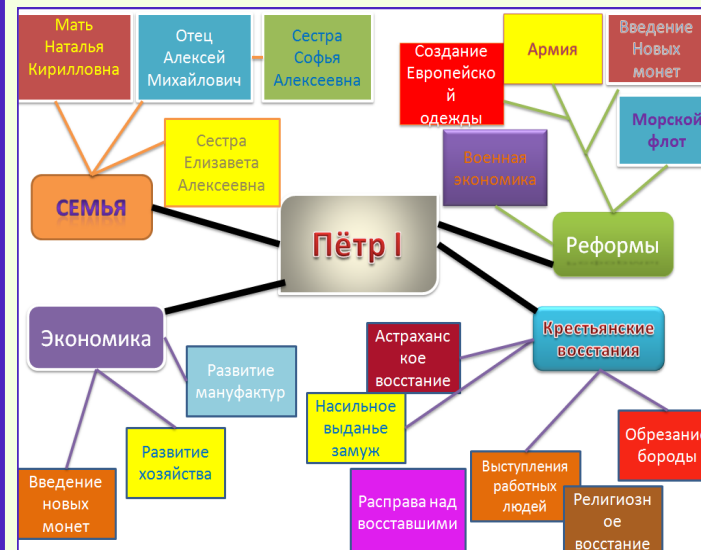 Мать
Наталья
Кирилловна
Отец
Алексей
Михайлович
Сестра
Софья
Алексеевна
Создание
Европейско
й
одежды
Армия
Введение
Новых
монет
Морской
флот
Сестра
Елизавета
Алексеевна
Военная
экономика
СЕМЬЯ
Пётр I
Реформы
Экономика
Крестьянские
восстания
Развитие
мануфактур
Астраханс
кое
восстание
Насильное
выданье
замуж
Развитие
хозяйства
Введение
новых
монет
Расправа над
восставшими
Выступления
работных
людей
Обрезание
бороды
Религиозн
ое
восстание